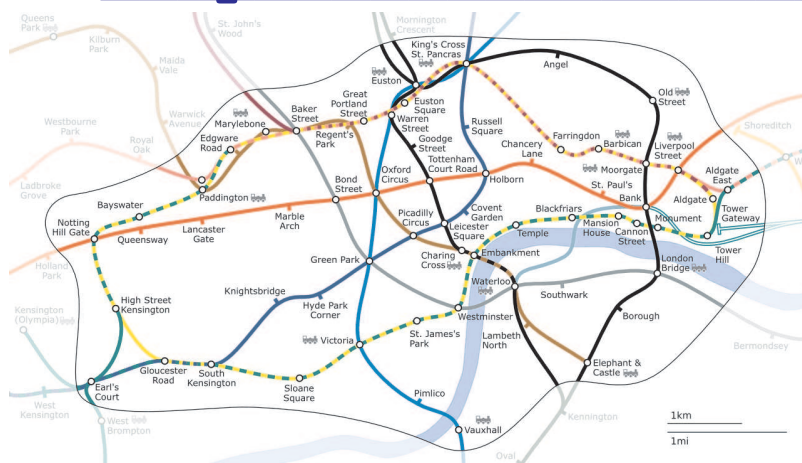 Queens
Park
Kilburn
Park
Maida
Vale
Warwick
Avenue
Westbourne
Park
Royal
Oak
Ladbroke
Grove
St. John's
Wood
Mornington
Crescent
King's Cross
St. Pancras
Euston
Angel
Old
Street
Baker
Street
Great
Portland
Street
Euston
Square
Warren
Street
Marylebone
Edgware
Road
Regent's
Park
Goodge
Street
Russell
Square
Farringdon
Barbican
Liverpool
Street
Shoreditch
Moorgate
Chancery
Lane
Aldgate
East
Paddington
Bond
Street
Oxford
Circus
Tottenham
Court Road
Holborn
St. Paul's
Bank
Aldgate
Tower
Gateway
Bayswater
Notting
Hill Gate
Queensway
Lancaster
Gate
Marble
Arch
Picadilly
Circus
Covent
Garden
Leicester
Square
Blackfriars
Temple
Mansion
House
Cannon
Street
Monument
Tower
Hill
Holland
Park
Green Park
Charing
Cross
Embankment
London
Bridge
High Street
Kensington
Knightsbridge
Hyde Park
Corner
Waterloo
Southwark
Westminster
Kensington
(Olympia)
Victoria
St. James's
Park
Lambeth
North
Borough
Bermondsey
Gloucester
Road
South
Kensington
Sloane
Square
Elephant &
Castle
Earl's
Court
West
Kensington
West
Brompton
Pimlico
Vauxhall
Kennington
Oval
W
1km
1mi